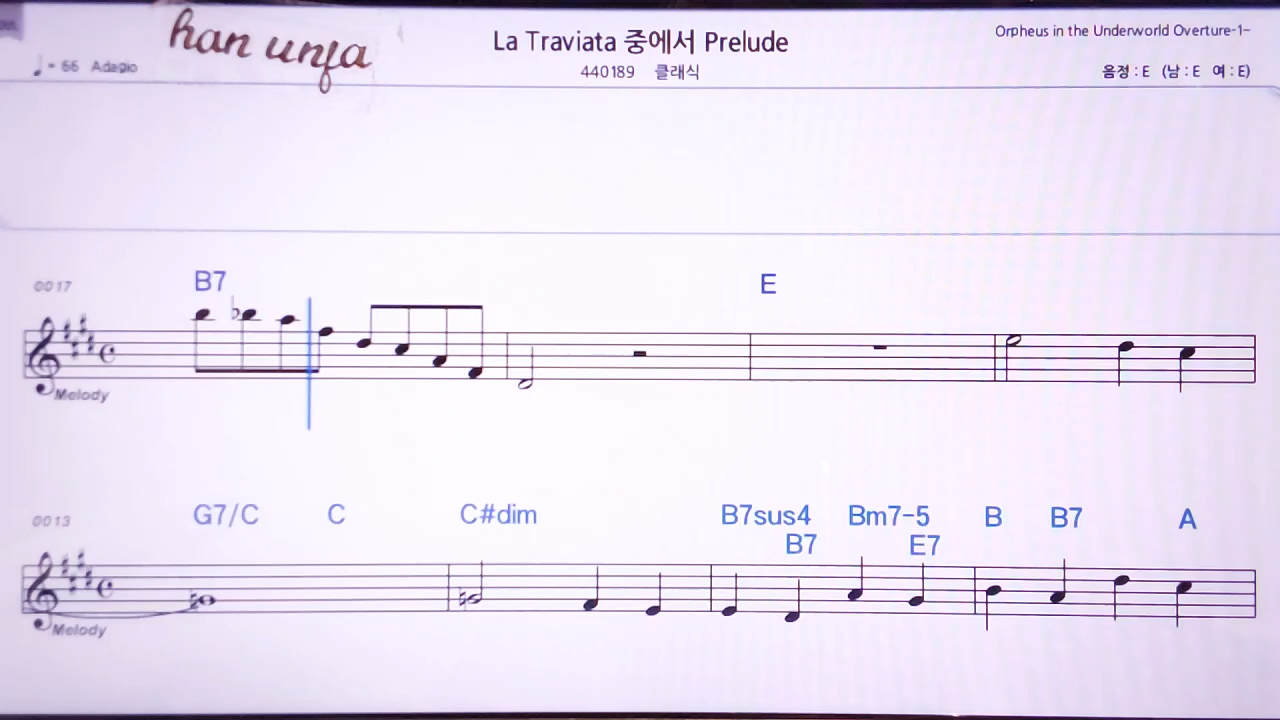 han unfa
La Traviata 중에서 Prelude
Orpheus in the Underworld Overture-1~
♩= 66 Adagio
440189 클래식
음정 : E (남 : E 여 : E)
0017
B7 E
Melody
0013
G7/C C C#dim B7sus4 Bm7-5 B B7 A
B7 E7
Melody